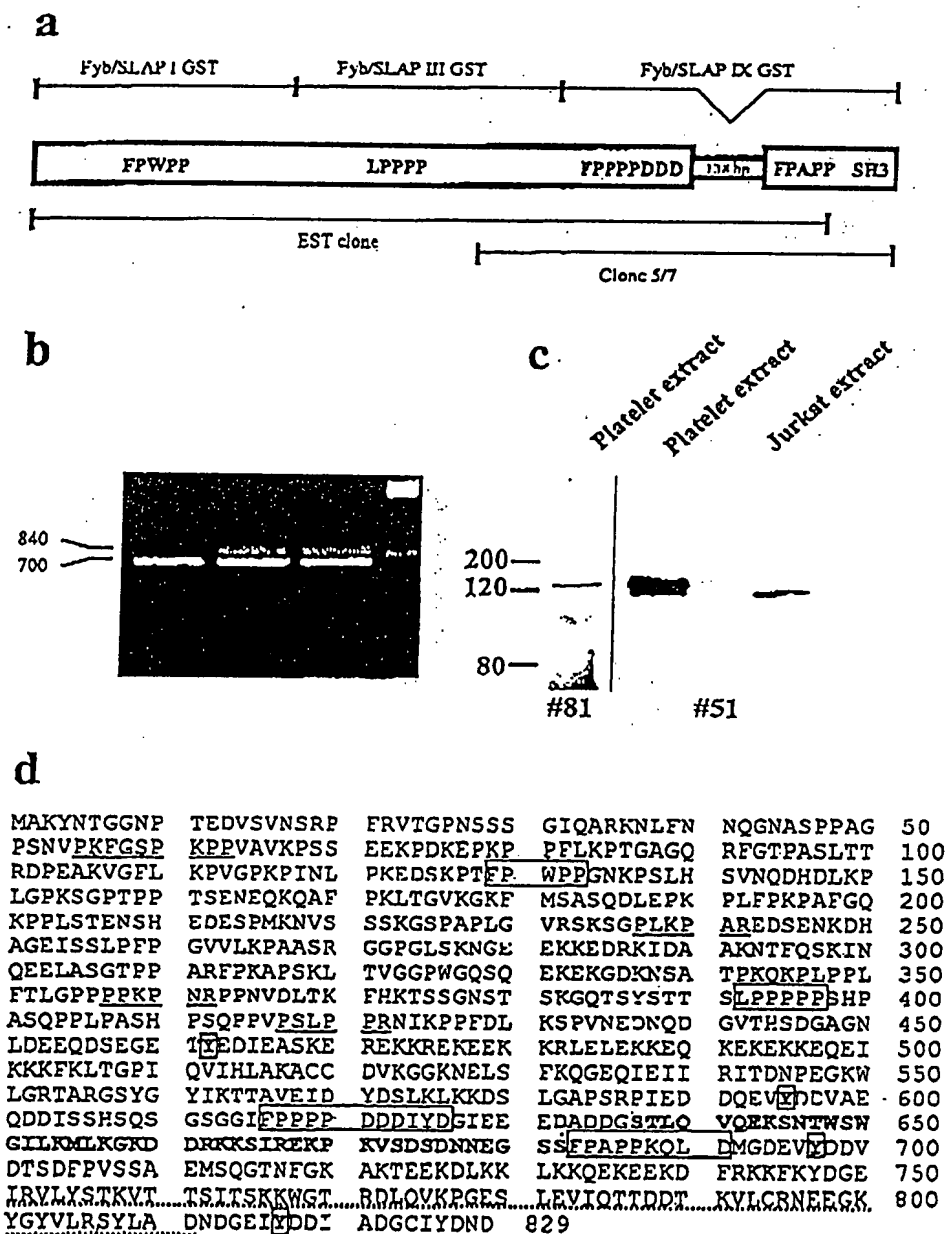 a
Fyb/SLAP I GST Fyb/SLAP III GST Fyb/SLAP IX GST
FPWPP LPPPP FPPPPDDD 138 bp FPAPP SH3
EST clone
Clone 5/7
b
840
700
c
Platelet extract Platelet extract Jurkat extract
200
120
80
#81 #51
d
MAKYNTGGNP TEDVSVNSRP FRVTGPNSSS GIQARKNLFN NQGNASPPAG 50
PSNVPKFGSP KPPVAVKPSS EEKPDKEPKP PFLKPTGAGQ RFGTPASLTT 100
RDPEAKVGFL KPVGPKPINL PKEDSKPTFP WPPGNKPSLH SVNQDHDLKP 150
LGPKSGPTPP TSENEQKQAF PKLTGVKGKF MSASQDLEPK PLFPKPAFGQ 200
KPPLSTENSH EDESPMKNVS SSKGSPAPLG VRSKSGPLKP AREDSENKDH 250
AGEISSLPFP GVVLKPAASR GGPGLSKNGE EKKEDRKIDA AKNTFQSKIN 300
QEELASGTPP ARFPKAPSKL TVGGPWGQSQ EKEKGDKNSA TPKQKPLPPL 350
FTLGPPPPKP NRPPNVDLTK FHKTSSGNST SKGQTSYSTT SLPPPPPSHP 400
ASQPPLPASH PSQPPVPSLP PRNIKPPFDL KSPVNEDNQD GVTHSDGAGN 450
LDEEQDSEGE TYEDIEASKE REKKREKEEK KRLELEKKEQ KEKEKKEQEI 500
KKKFKLTGPI QVIHLAKACC DVKGGKNELS FKQGEQIEII RITDNPEGKW 550
LGRTARGSYG YIKTTAVEID YDSLKLKKDS LGAPSRPIED DQEVYDDVAE 600
QDDISSHSQS GSGGIFPPPP DDDIYDGIEE EDADDGSTLQ VQEKSNTWSW 650
GILKMLKGKD DRKKSIREKP KVSDSDNNEG SSFPAPPKQL DMGDEVYDDV 700
DTSDFPVSSA EMSQGTNFGK AKTEEKDLKK LKKQEKEEKD FRKKFKYDGE 750
IRVLYSTKVT TSITSKKWGT RDLQVKPGES LEVIQTTDDT KVLCRNEEGK 800
YGYVLRSYLA DNDGEIYDDI ADGCIYDND 829